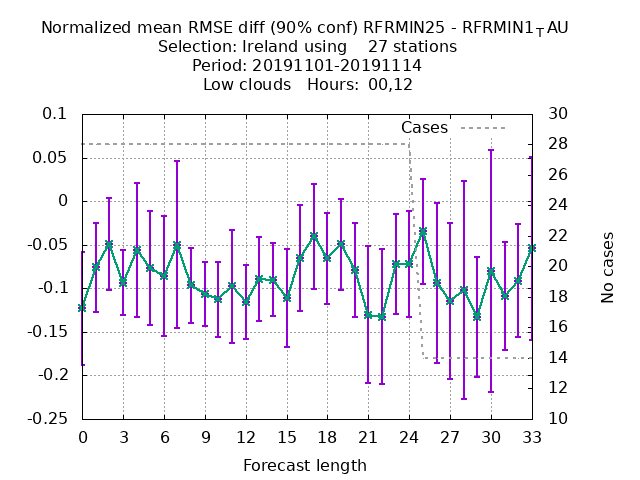 Normalized mean RMSE diff (90% conf) RFRMIN25 - RFRMIN1_TAU
Selection: Ireland using    27 stations
Period: 20191101-20191114
Low clouds   Hours:  00,12
Cases
0.1
0.05
0
-0.05
-0.1
-0.15
-0.2
-0.25
30
28
26
24
22
20
18
16
14
12
10
No cases
0 3 6 9 12 15 18 21 24 27 30 33
Forecast length